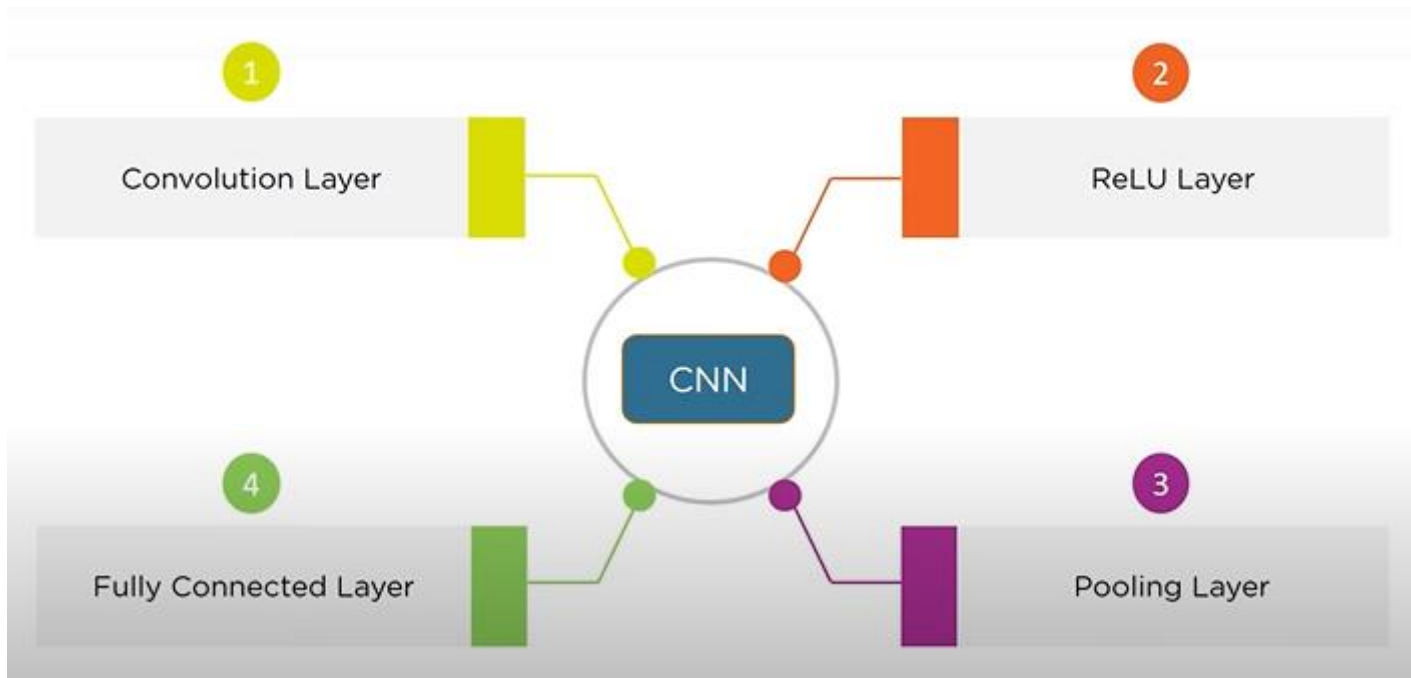 1
2
Convolution Layer
ReLU Layer
CNN
4
3
Fully Connected Layer
Pooling Layer